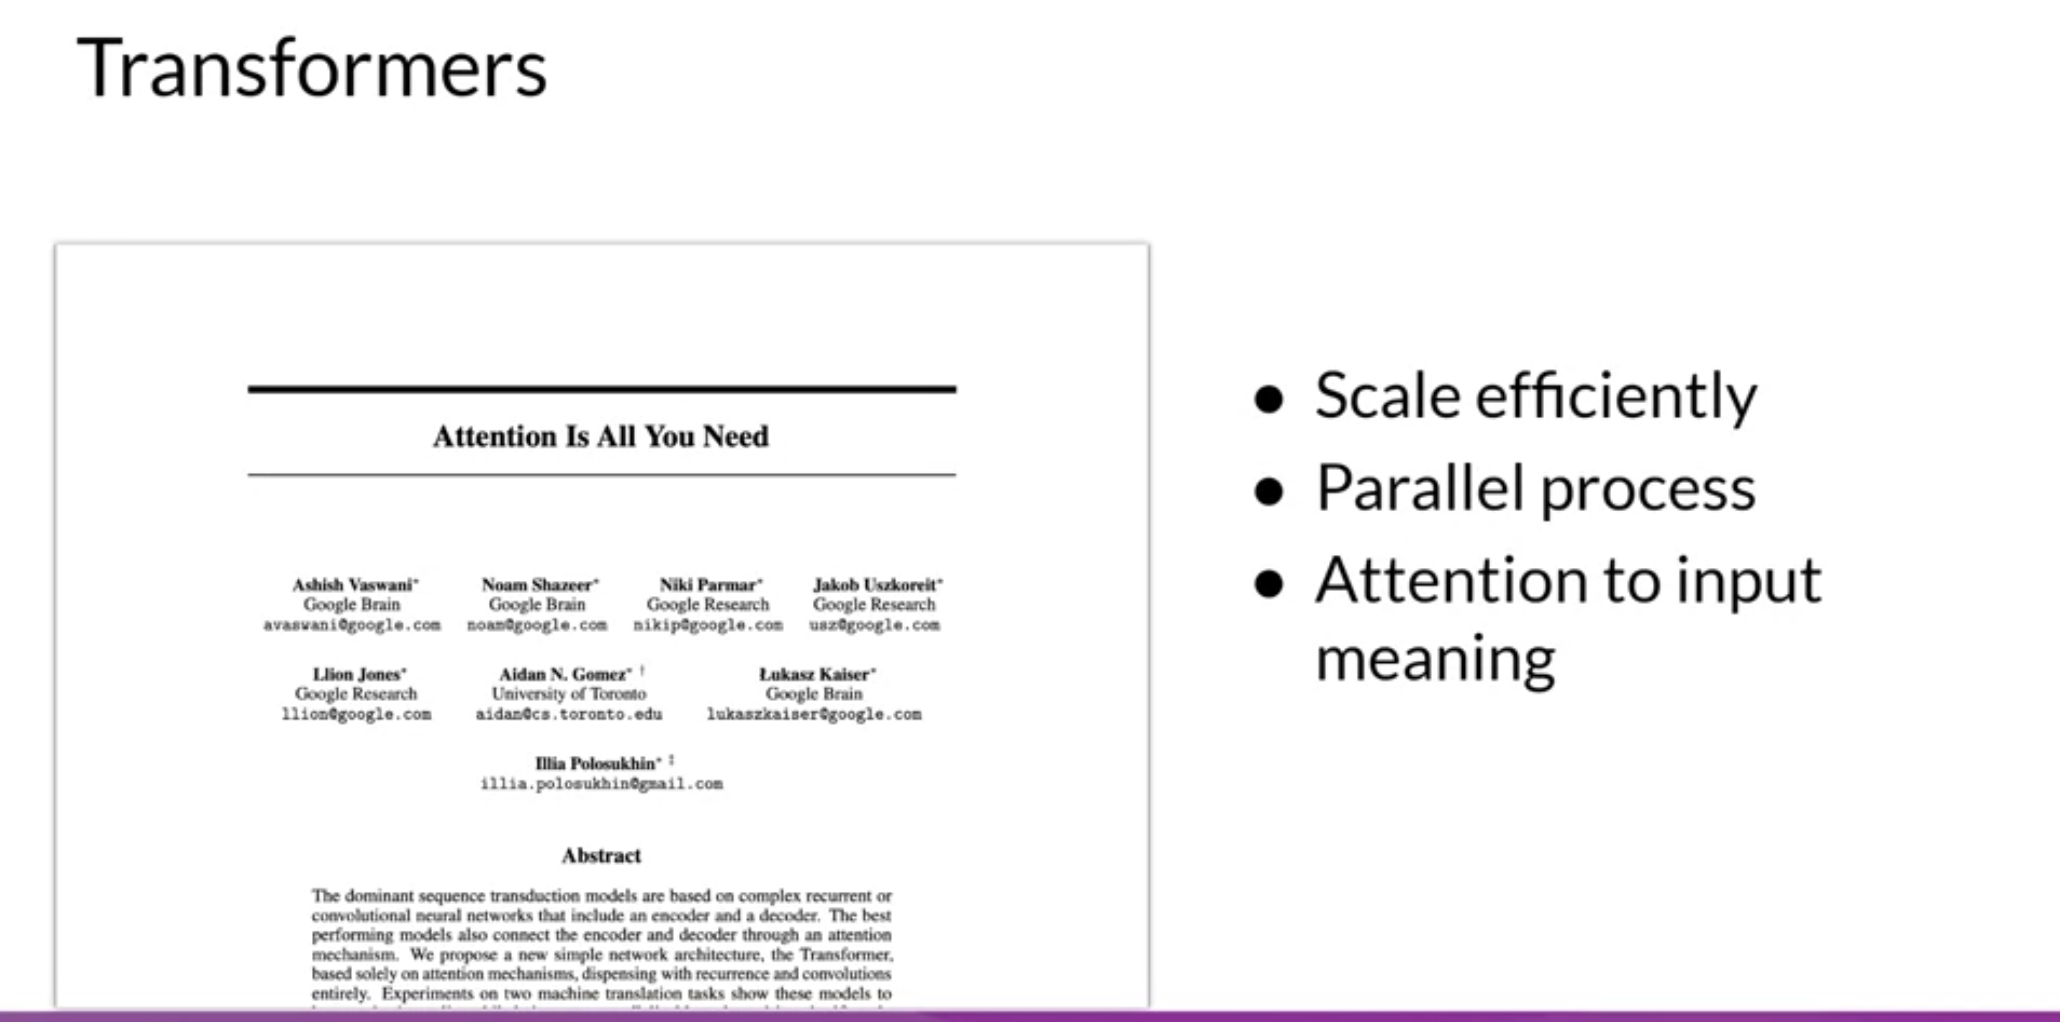 Transformers
Attention Is All You Need
Ashish Vaswani* Noam Shazeer* Niki Parmar* Jakob Uszkoreit*
Google Brain Google Brain Google Research Google Research
avaswani@google.com noam@google.com nikip@google.com usz@google.com
Llion Jones* Aidan N. Gomez* † Łukasz Kaiser*
Google Research University of Toronto Google Brain
llion@google.com aidan@cs.toronto.edu lukaszkaiser@google.com
Illia Polosukhin* ‡
illia.polosukhin@gmail.com
Abstract
The dominant sequence transduction models are based on complex recurrent or
convolutional neural networks that include an encoder and a decoder. The best
performing models also connect the encoder and decoder through an attention
mechanism. We propose a new simple network architecture, the Transformer,
based solely on attention mechanisms, dispensing with recurrence and convolutions
entirely. Experiments on two machine translation tasks show these models to
● Scale efficiently
● Parallel process
● Attention to input
meaning